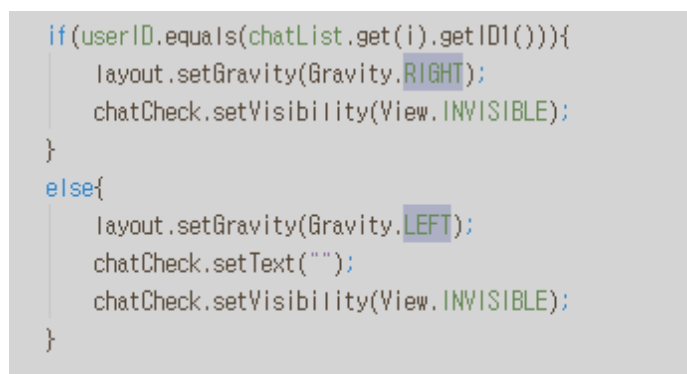 if(userID.equals(chatList.get(i).getID1())){
layout.setGravity(Gravity.RIGHT);
chatCheck.setVisibility(View.INVISIBLE);
}
else{
layout.setGravity(Gravity.LEFT);
chatCheck.setText("");
chatCheck.setVisibility(View.INVISIBLE);
}